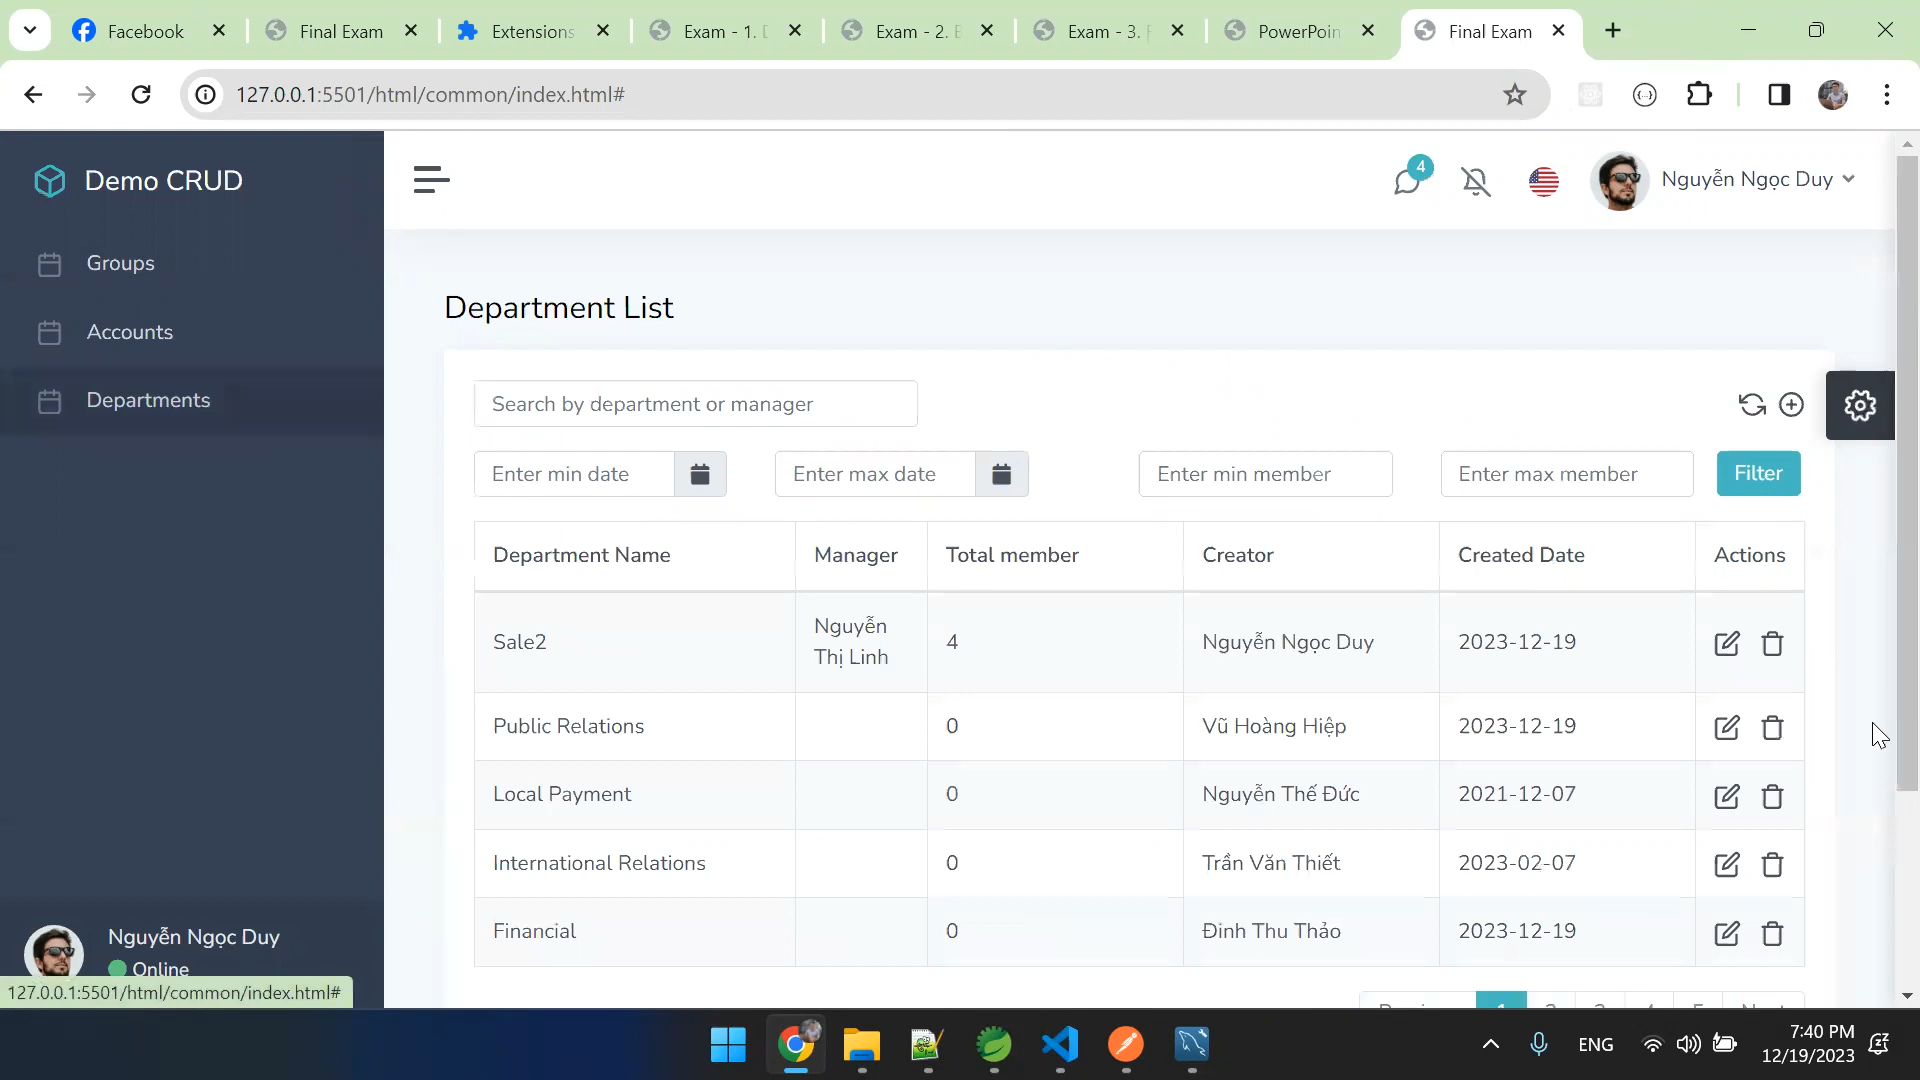 Facebook
Final Exam
Extensions
Exam - 1. D
Exam - 2. E
Exam - 3. F
PowerPoin
Final Exam
127.0.0.1:5501/html/common/index.html#
Demo CRUD
4
Nguyễn Ngọc Duy
Groups
Accounts
Departments
Department List
Search by department or manager
Enter min date
Enter max date
Enter min member
Enter max member
Filter
Department Name Manager Total member Creator Created Date Actions
Sale2 Nguyễn Thị Linh 4 Nguyễn Ngọc Duy 2023-12-19
Public Relations 0 Vũ Hoàng Hiệp 2023-12-19
Local Payment 0 Nguyễn Thế Đức 2021-12-07
International Relations 0 Trần Văn Thiết 2023-02-07
Financial 0 Đinh Thu Thảo 2023-12-19
Nguyễn Ngọc Duy
Online
127.0.0.1:5501/html/common/index.html#
ENG
7:40 PM
12/19/2023